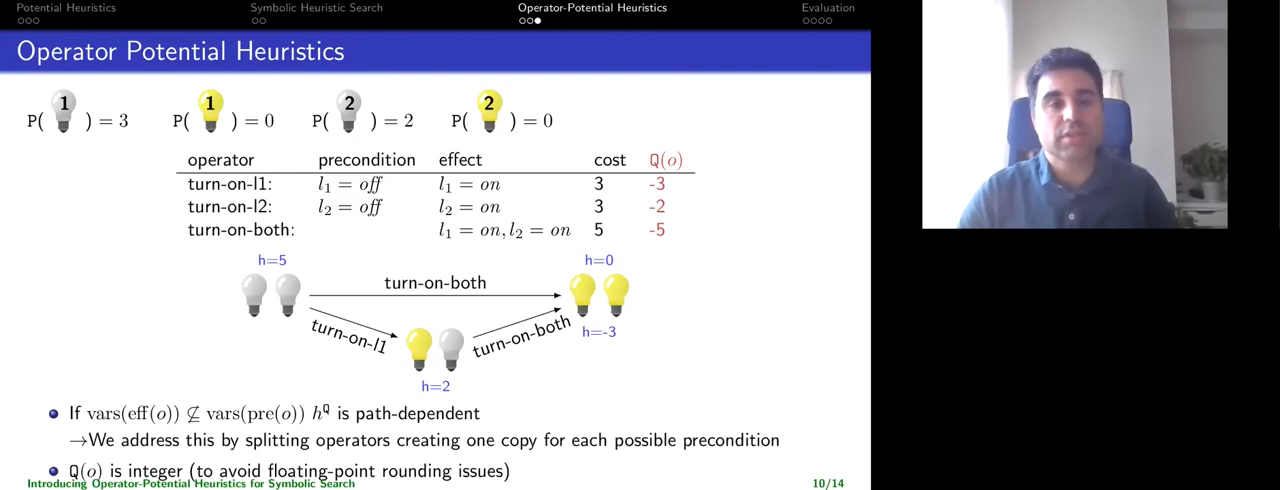 Potential Heuristics Symbolic Heuristic Search Operator-Potential Heuristics Evaluation
Operator Potential Heuristics
P( 1 ) = 3 P( 1 ) = 0 P( 2 ) = 2 P( 2 ) = 0
operator precondition effect cost Q(o)
turn-on-l1: l₁ = off l₁ = on 3 -3
turn-on-l2: l₂ = off l₂ = on 3 -2
turn-on-both: l₁ = on, l₂ = on 5 -5
h=5 h=0
turn-on-both
turn-on-l1 turn-on-both h=-3
h=2
If vars(eff(o)) ⊈ vars(pre(o)) h^Q is path-dependent
→We address this by splitting operators creating one copy for each possible precondition
Q(o) is integer (to avoid floating-point rounding issues)
Introducing Operator-Potential Heuristics for Symbolic Search 10/14